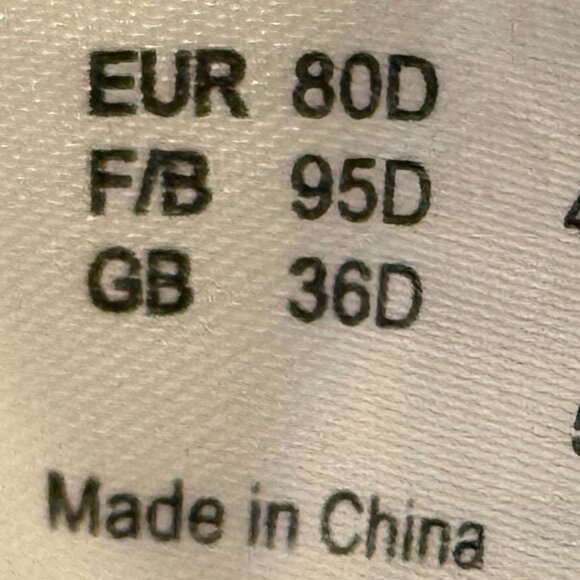 EUR 80D
F/B 95D
GB 36D
Made in China